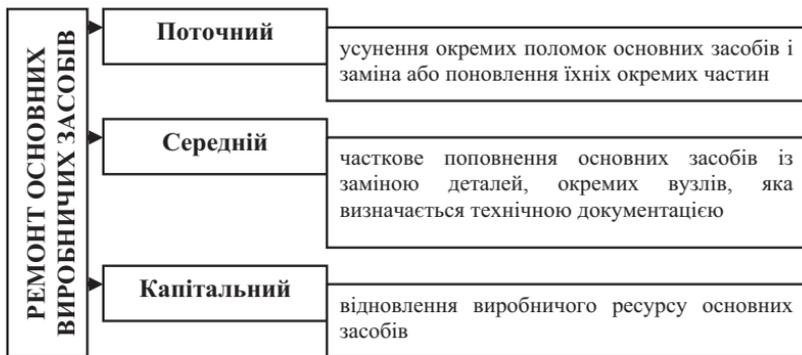 РЕМОНТ ОСНОВНИХ
ВИРОБНИЧИХ ЗАСОБІВ
Поточний
усунення окремих поломок основних засобів і
заміна або поновлення їхніх окремих частин
Середній
часткове поповнення основних засобів із
заміною деталей, окремих вузлів, яка
визначається технічною документацією
Капітальний
відновлення виробничого ресурсу основних
засобів